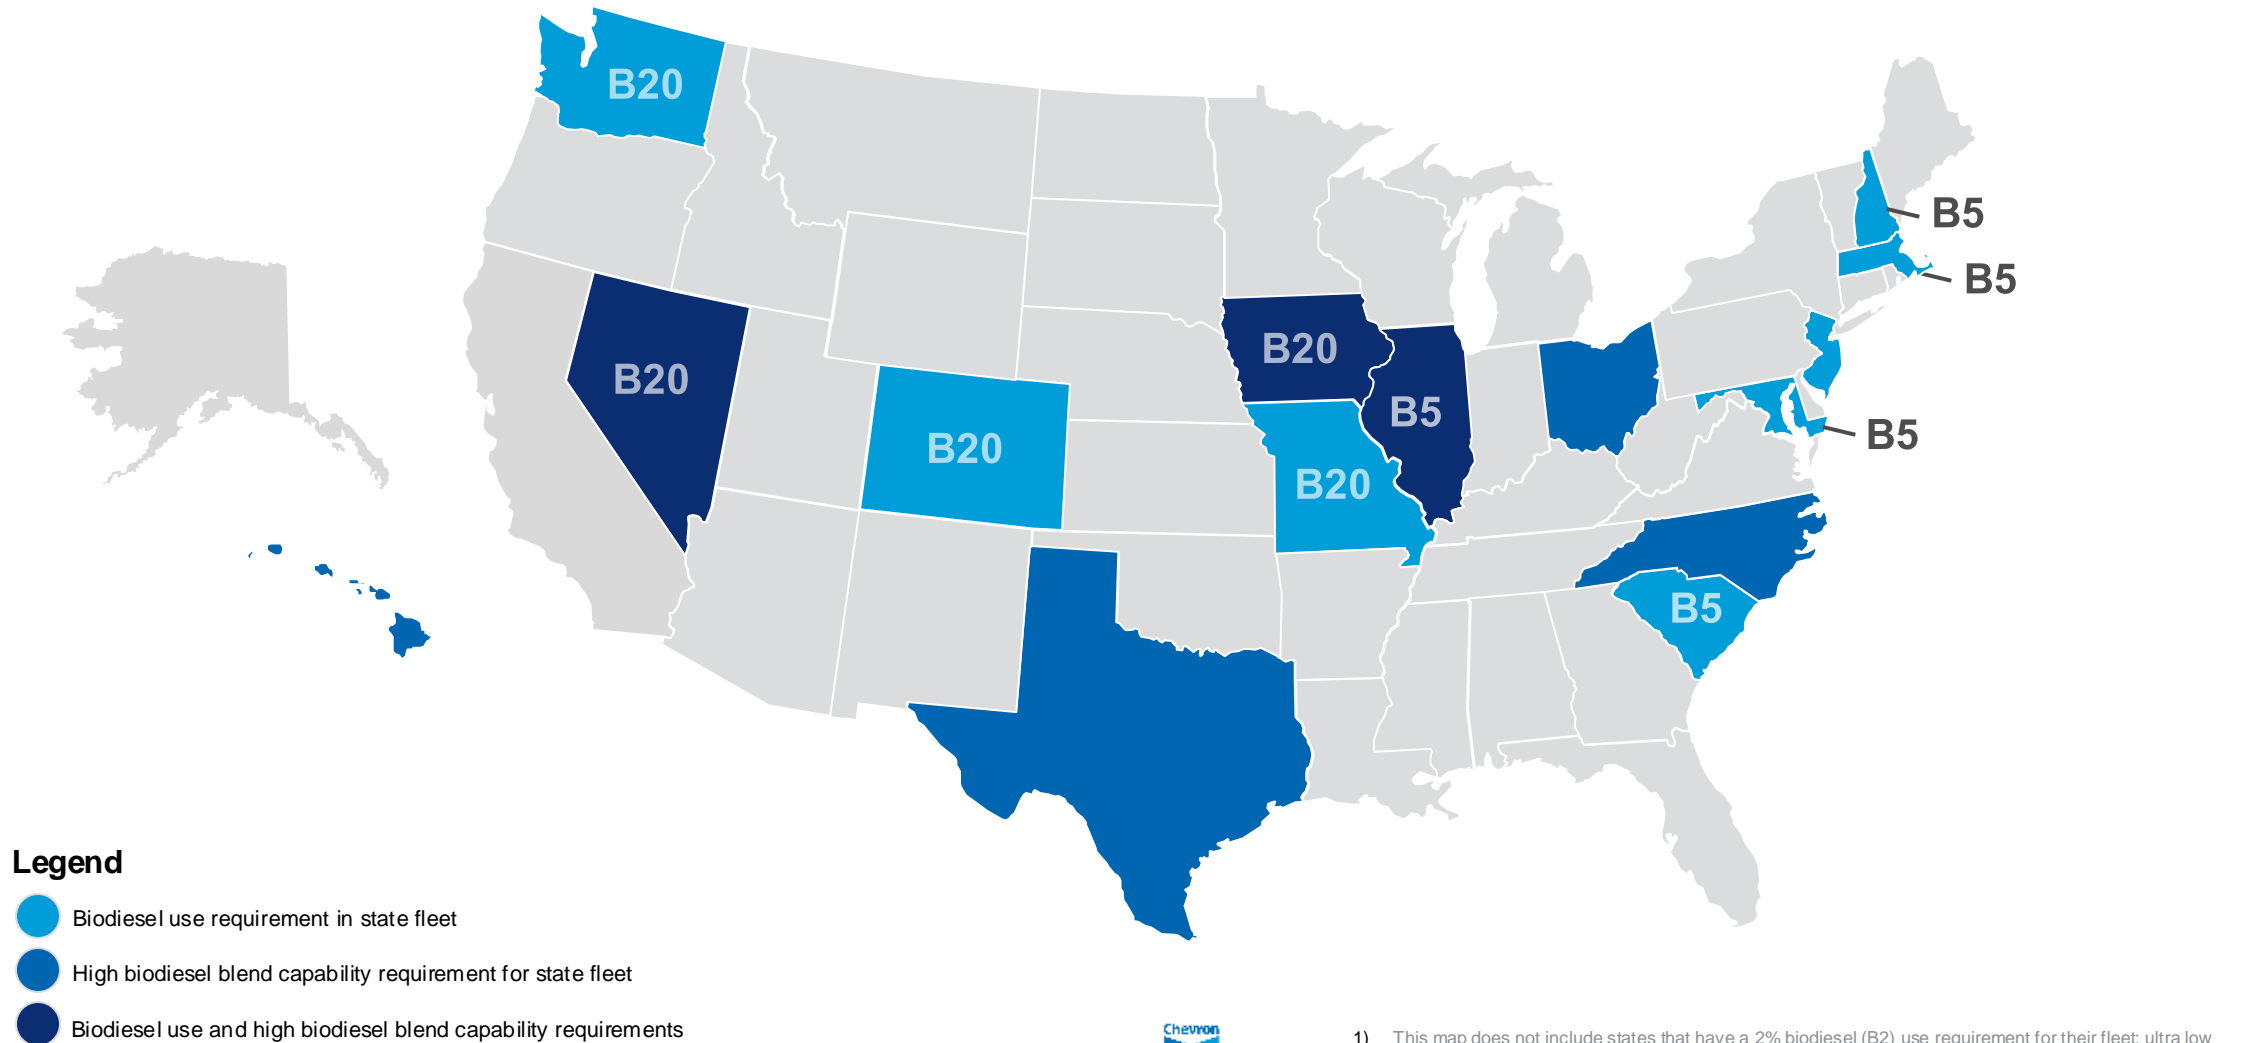 B20
B5
B5
B20
B20
B5
B20
B5
B20
B5
Legend
Biodiesel use requirement in state fleet
High biodiesel blend capability requirement for state fleet
Biodiesel use and high biodiesel blend capability requirements
Chevron
1) This map does not include states that have a 2% biodiesel (B2) use requirement for their fleet; ultra low